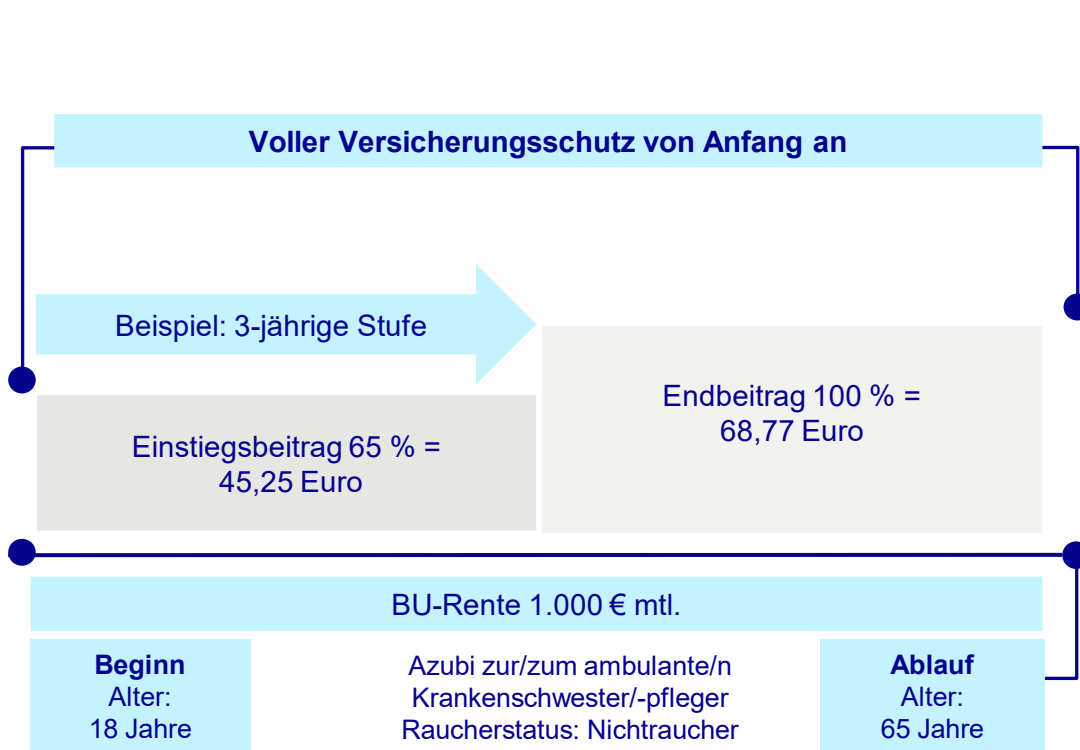 Voller Versicherungsschutz von Anfang an
Beispiel: 3-jährige Stufe
Einstiegsbeitrag 65 % =
45,25 Euro
Endbeitrag 100 % =
68,77 Euro
BU-Rente 1.000 € mtl.
Beginn
Alter:
18 Jahre
Azubi zur/zum ambulante/n
Krankenschwester/-pfleger
Raucherstatus: Nichtraucher
Ablauf
Alter:
65 Jahre